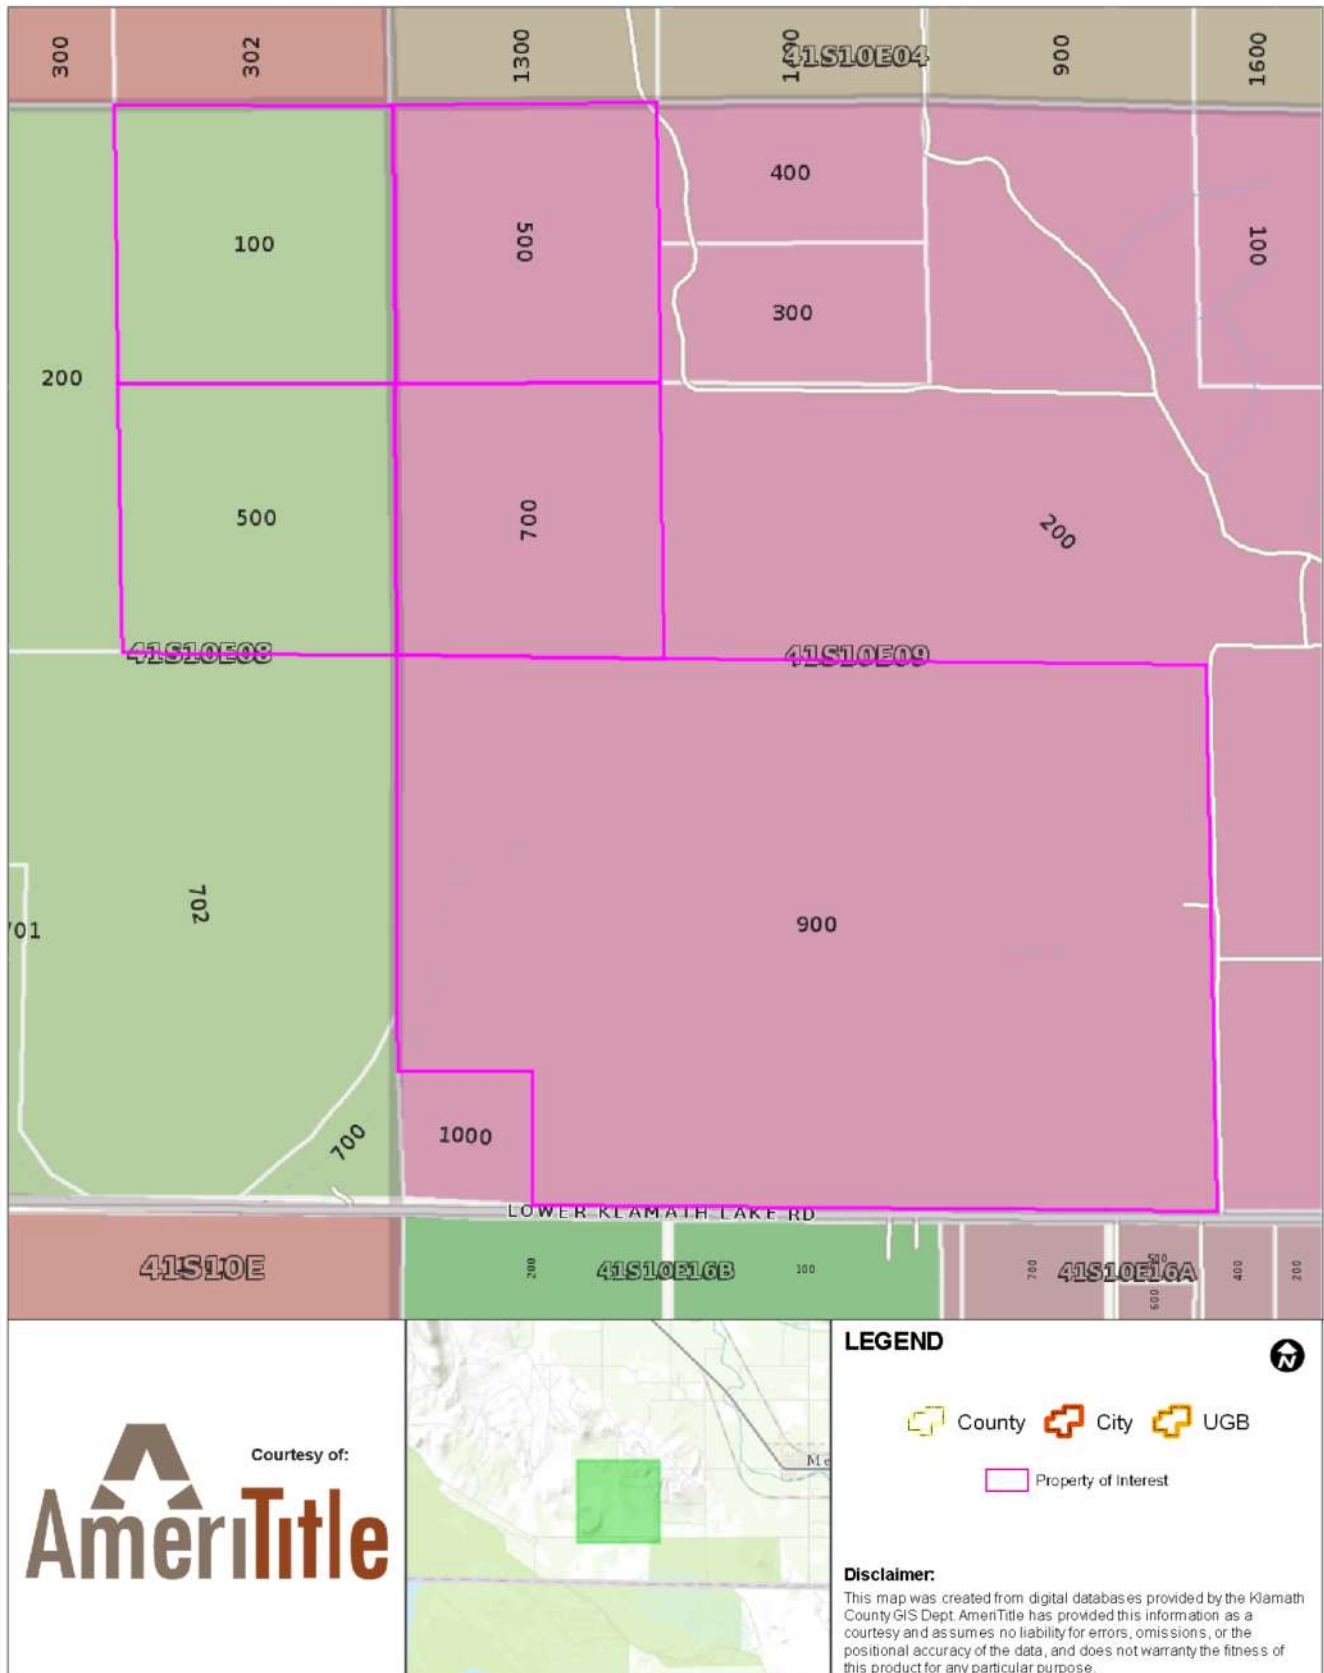 300
302
1300
41S10E04
900
1600
400
100
500
100
300
200
500
700
200
41S10E08
41S10E09
702
900
700
1000
LOWER KLAMATH LAKE RD
41S10E
200
41S10E16B
100
700
41S10E16A
500
600
400
200
Courtesy of:
AmeriTitle
Me
LEGEND
N
County City UGB
Property of Interest
Disclaimer:
This map was created from digital databases provided by the Klamath
County GIS Dept. AmeriTitle has provided this information as a
courtesy and assumes no liability for errors, omissions, or the
positional accuracy of the data, and does not warranty the fitness of
this product for any particular purpose.